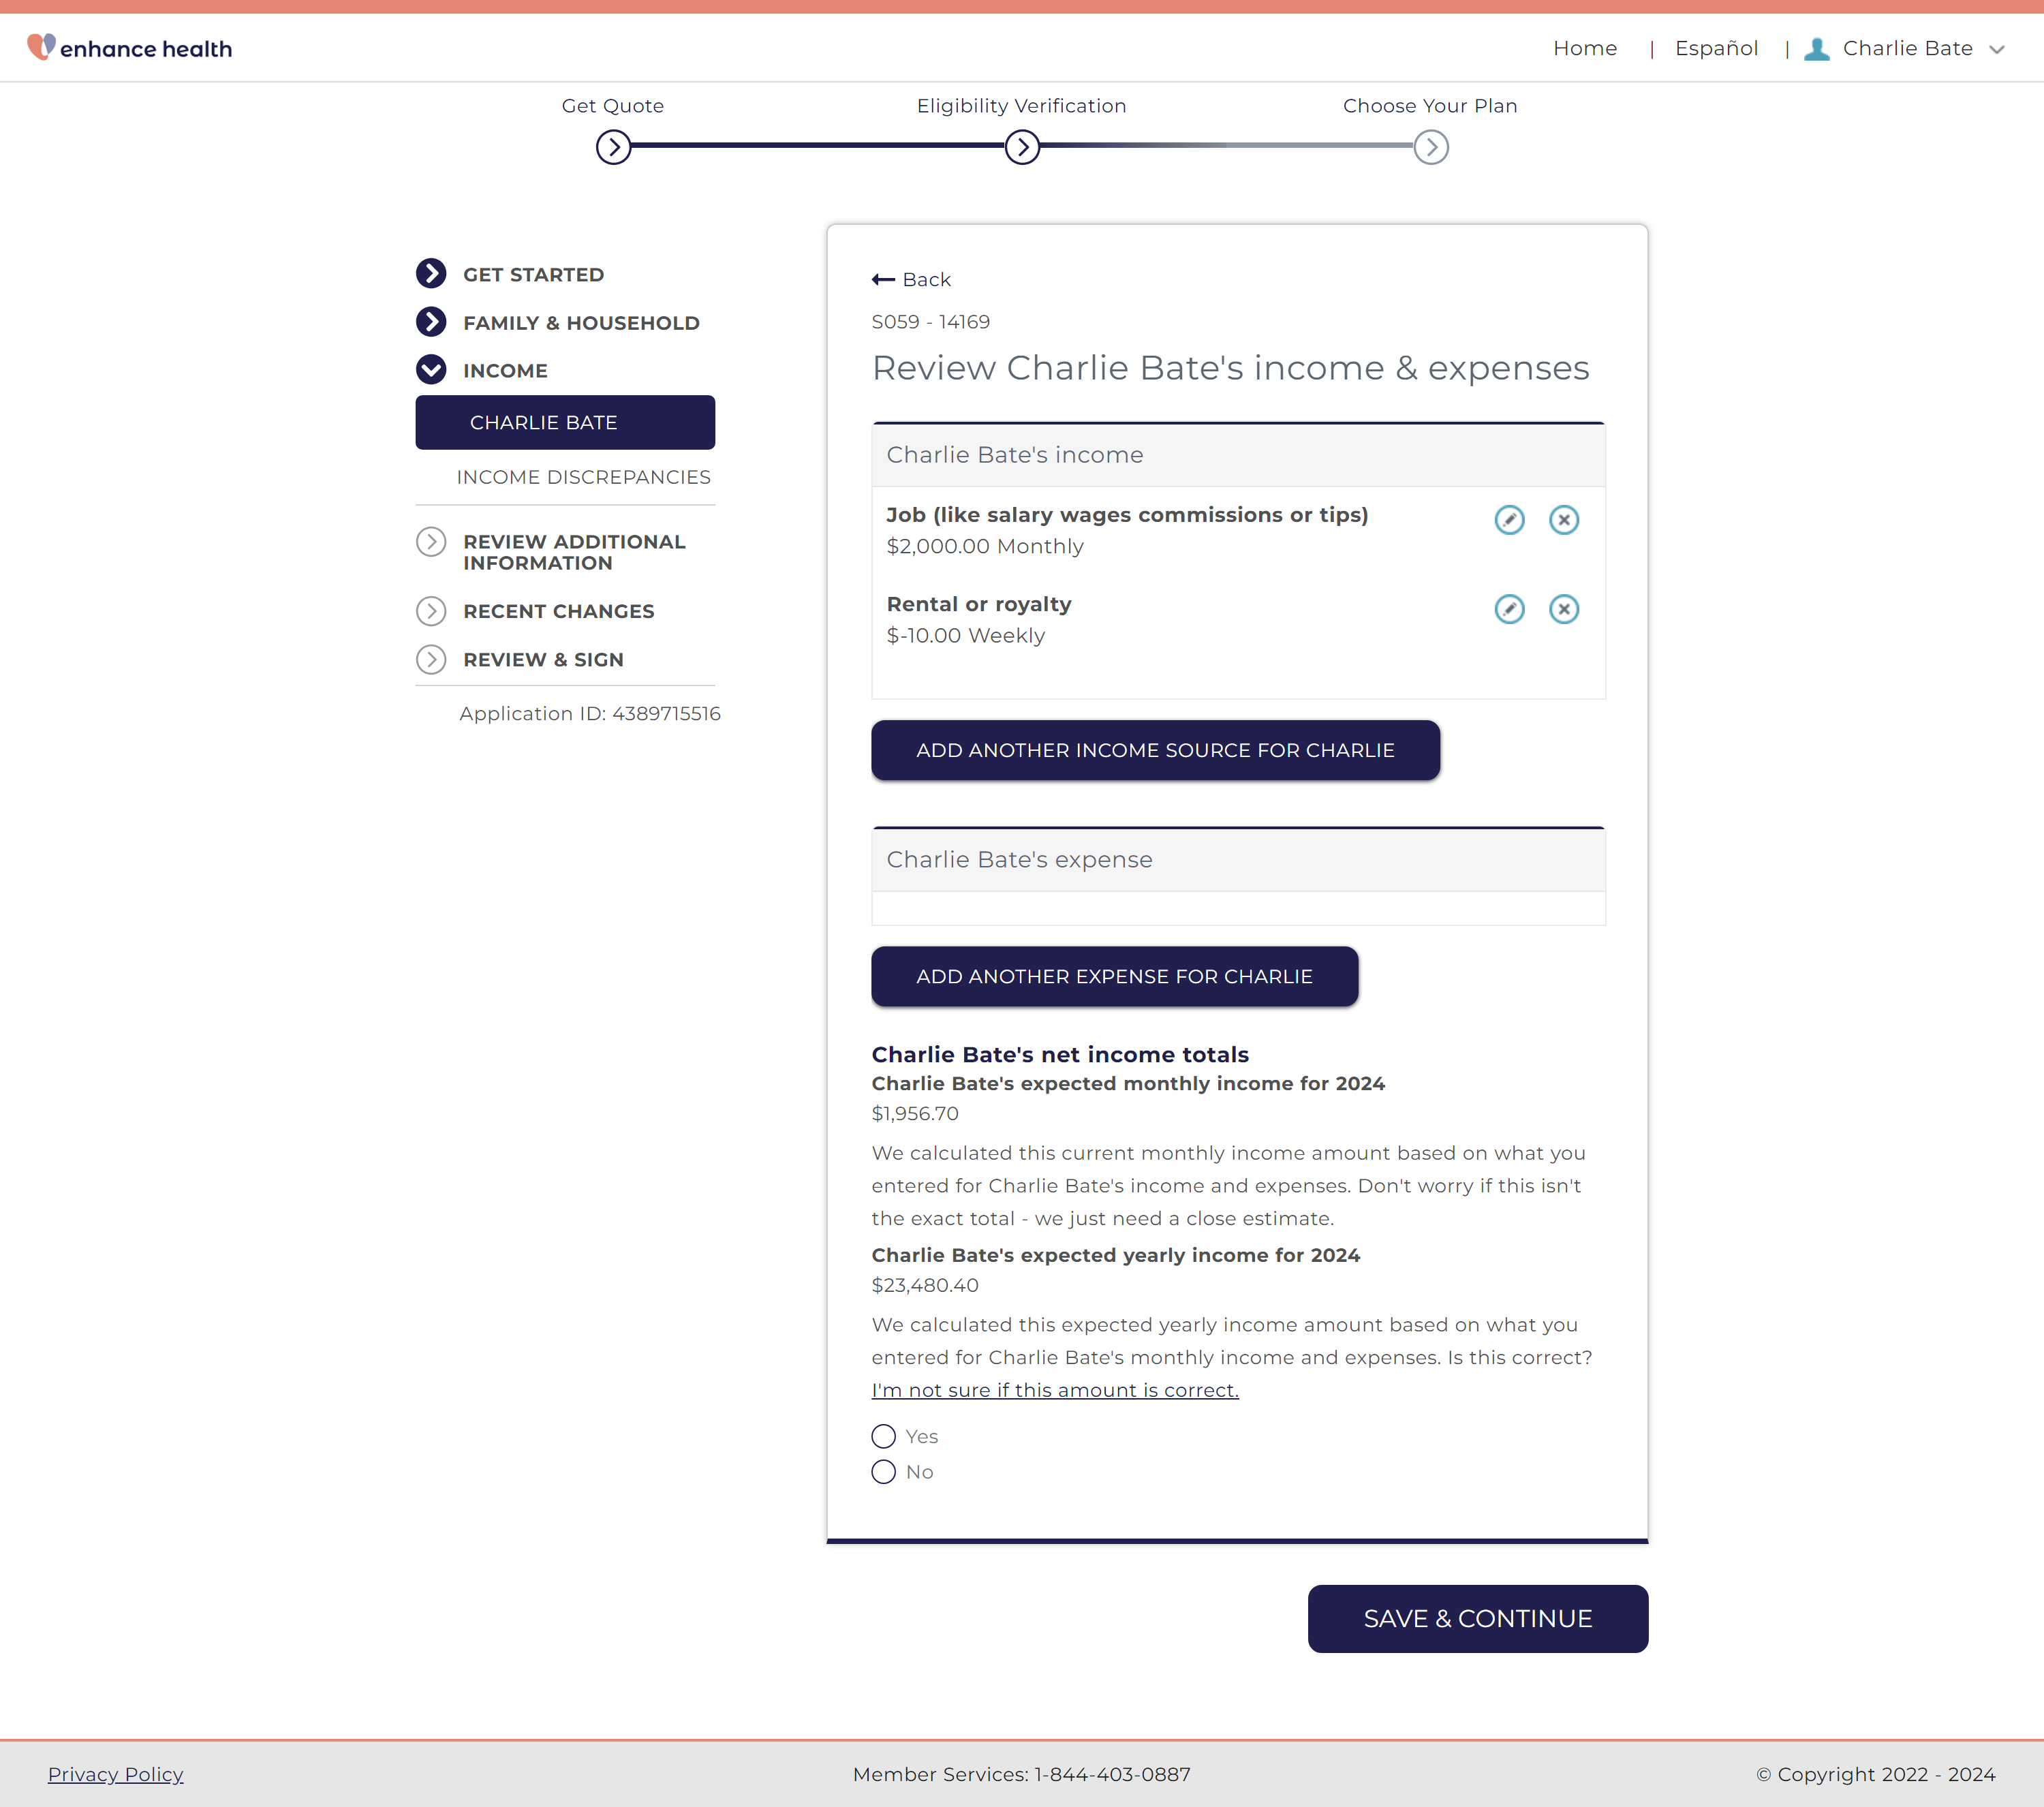 enhance health
Home | Español | Charlie Bate
Get Quote
Eligibility Verification
Choose Your Plan
GET STARTED
FAMILY & HOUSEHOLD
INCOME
CHARLIE BATE
INCOME DISCREPANCIES
REVIEW ADDITIONAL
INFORMATION
RECENT CHANGES
REVIEW & SIGN
Application ID: 4389715516
Back
S059 - 14169
Review Charlie Bate's income & expenses
Charlie Bate's income
Job (like salary wages commissions or tips)
$2,000.00 Monthly
Rental or royalty
$-10.00 Weekly
ADD ANOTHER INCOME SOURCE FOR CHARLIE
Charlie Bate's expense
ADD ANOTHER EXPENSE FOR CHARLIE
Charlie Bate's net income totals
Charlie Bate's expected monthly income for 2024
$1,956.70
We calculated this current monthly income amount based on what you
entered for Charlie Bate's income and expenses. Don't worry if this isn't
the exact total - we just need a close estimate.
Charlie Bate's expected yearly income for 2024
$23,480.40
We calculated this expected yearly income amount based on what you
entered for Charlie Bate's monthly income and expenses. Is this correct?
I'm not sure if this amount is correct.
Yes
No
SAVE & CONTINUE
Privacy Policy
Member Services: 1-844-403-0887
© Copyright 2022 - 2024